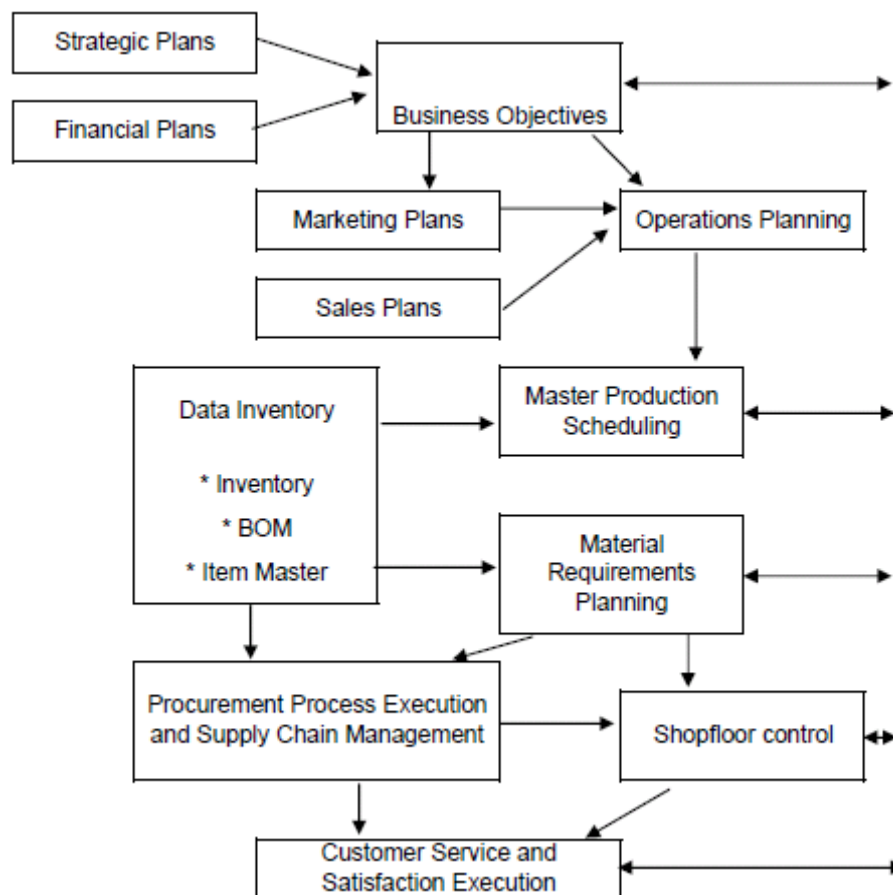 Strategic Plans
Financial Plans
Business Objectives
Marketing Plans
Operations Planning
Sales Plans
Data Inventory
* Inventory
* BOM
* Item Master
Master Production
Scheduling
Material
Requirements
Planning
Procurement Process Execution
and Supply Chain Management
Shopfloor control
Customer Service and
Satisfaction Execution